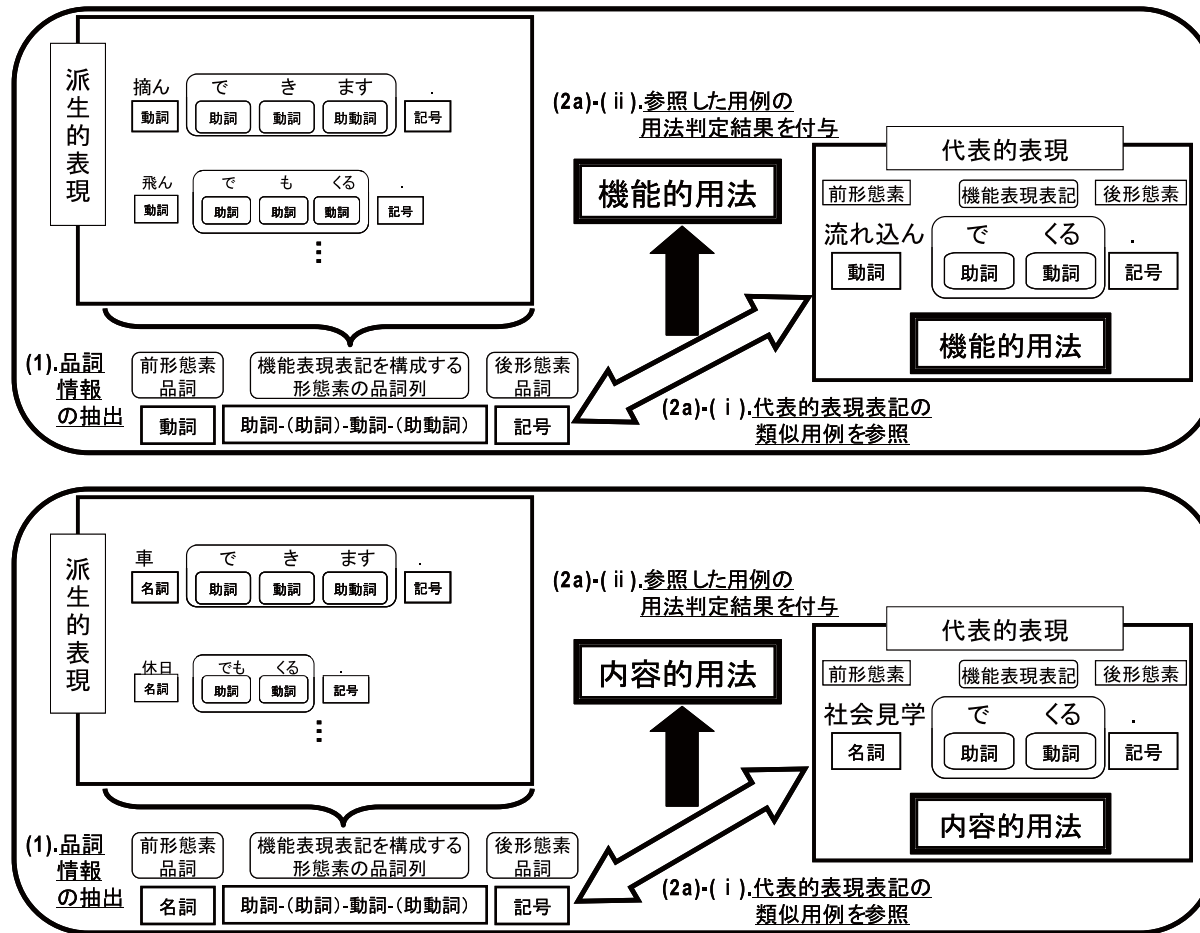 派生的表現
摘ん で き ます .
動詞 助詞 動詞 助動詞 記号
飛ん で も くる .
動詞 助詞 助詞 動詞 記号
⋮
(1).品詞
情報
の抽出
前形態素
品詞
機能表現表記を構成する
形態素の品詞列
後形態素
品詞
動詞 助詞-(助詞)-動詞-(助動詞) 記号
(2a)-(ⅱ).参照した用例の
用法判定結果を付与
機能的用法
(2a)-(ⅰ).代表的表現表記の
類似用例を参照
代表的表現
前形態素 機能表現表記 後形態素
流れ込ん で くる .
動詞 助詞 動詞 記号
機能的用法
派生的表現
車 で き ます .
名詞 助詞 動詞 助動詞 記号
休日 でも くる .
名詞 助詞 動詞 記号
⋮
(1).品詞
情報
の抽出
前形態素
品詞
機能表現表記を構成する
形態素の品詞列
後形態素
品詞
名詞 助詞-(助詞)-動詞-(助動詞) 記号
(2a)-(ⅱ).参照した用例の
用法判定結果を付与
内容的用法
(2a)-(ⅰ).代表的表現表記の
類似用例を参照
代表的表現
前形態素 機能表現表記 後形態素
社会見学 で くる .
名詞 助詞 動詞 記号
内容的用法